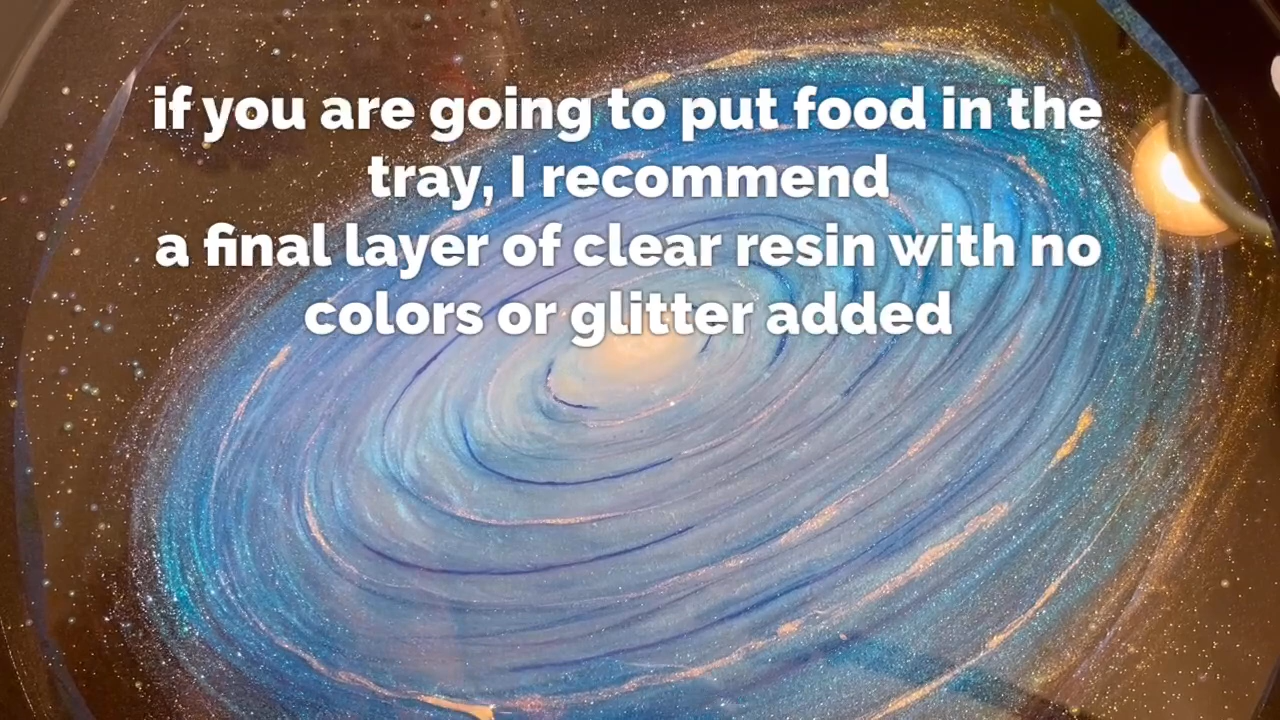 if you are going to put food in the
tray, I recommend
a final layer of clear resin with no
colors or glitter added